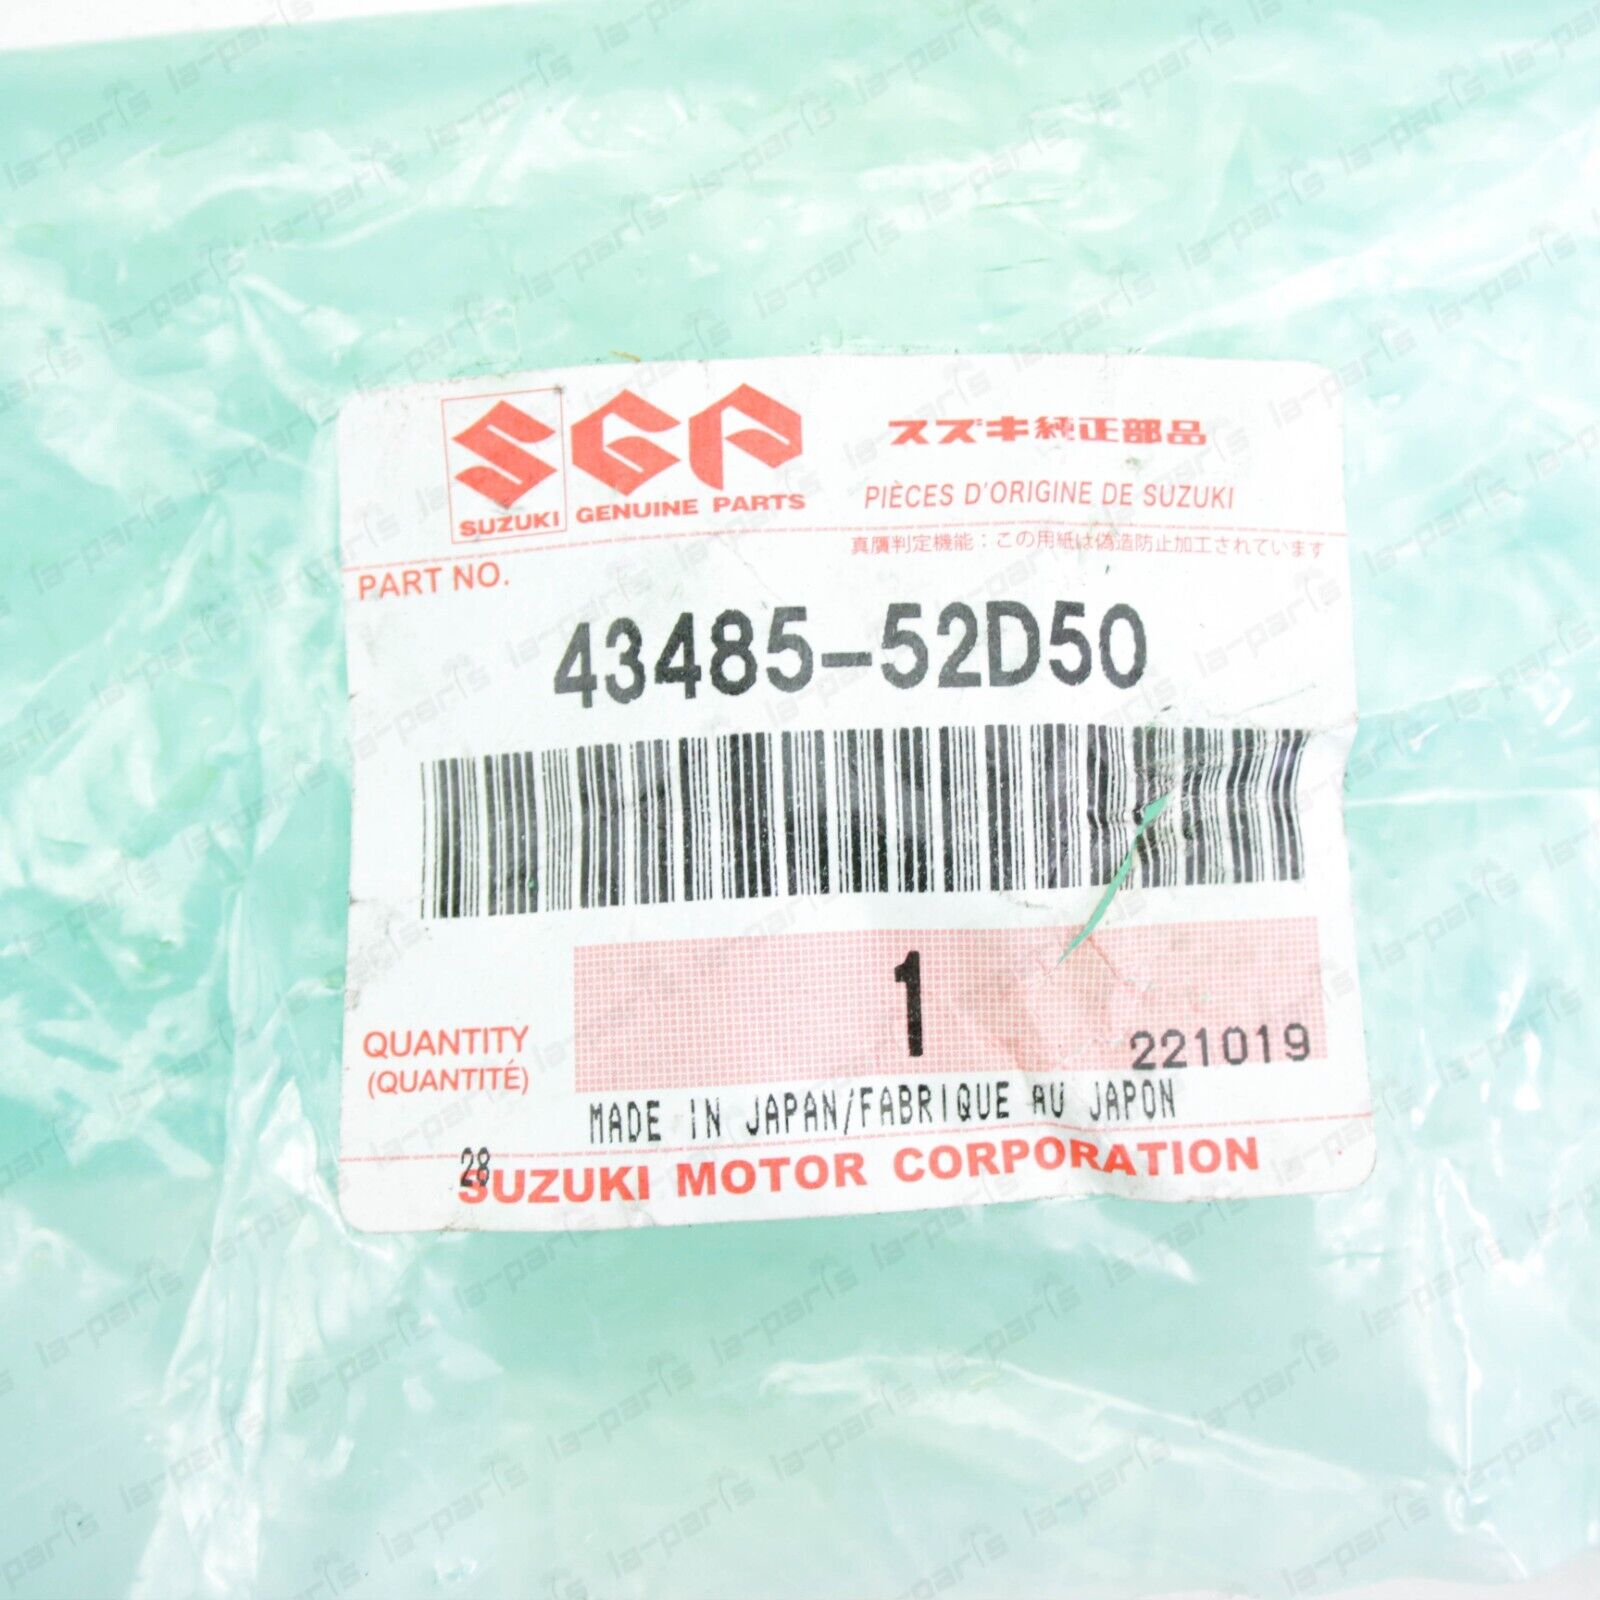 SGP
スズキ純正部品
SUZUKI GENUINE PARTS
PIÈCES D'ORIGINE DE SUZUKI
真贋判定機能：この用紙は偽造防止加工されています
PART NO.
43485-52D50
1
QUANTITY
(QUANTITÉ)
221019
MADE IN JAPAN/FABRIQUE AU JAPON
28
SUZUKI MOTOR CORPORATION
la-parts